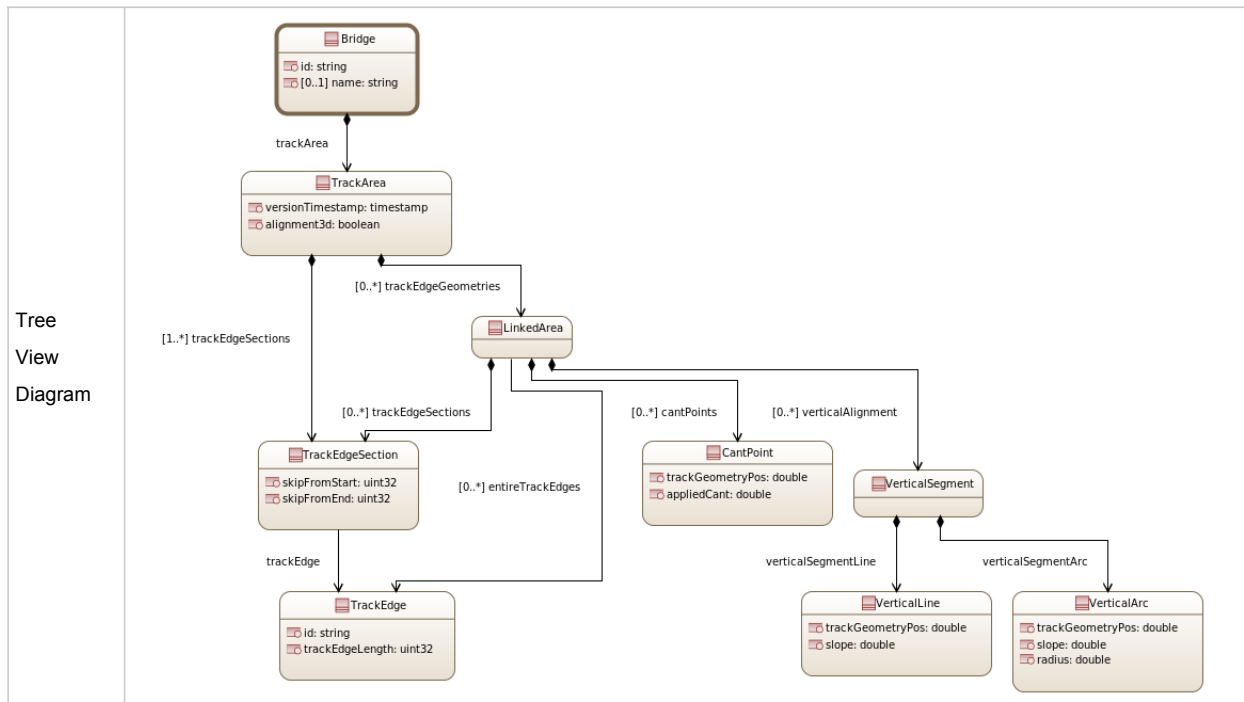 Tree
View
Diagram
Bridge
id: string
[0..1] name: string
trackArea
TrackArea
versionTimestamp: timestamp
alignment3d: boolean
[0..*] trackEdgeGeometries
LinkedArea
[1..*] trackEdgeSections
[0..*] trackEdgeSections
[0..*] cantPoints
[0..*] verticalAlignment
TrackEdgeSection
skipFromStart: uint32
skipFromEnd: uint32
[0..*] entireTrackEdges
CantPoint
trackGeometryPos: double
appliedCant: double
VerticalSegment
trackEdge
verticalSegmentLine
verticalSegmentArc
TrackEdge
id: string
trackEdgeLength: uint32
VerticalLine
trackGeometryPos: double
slope: double
VerticalArc
trackGeometryPos: double
slope: double
radius: double